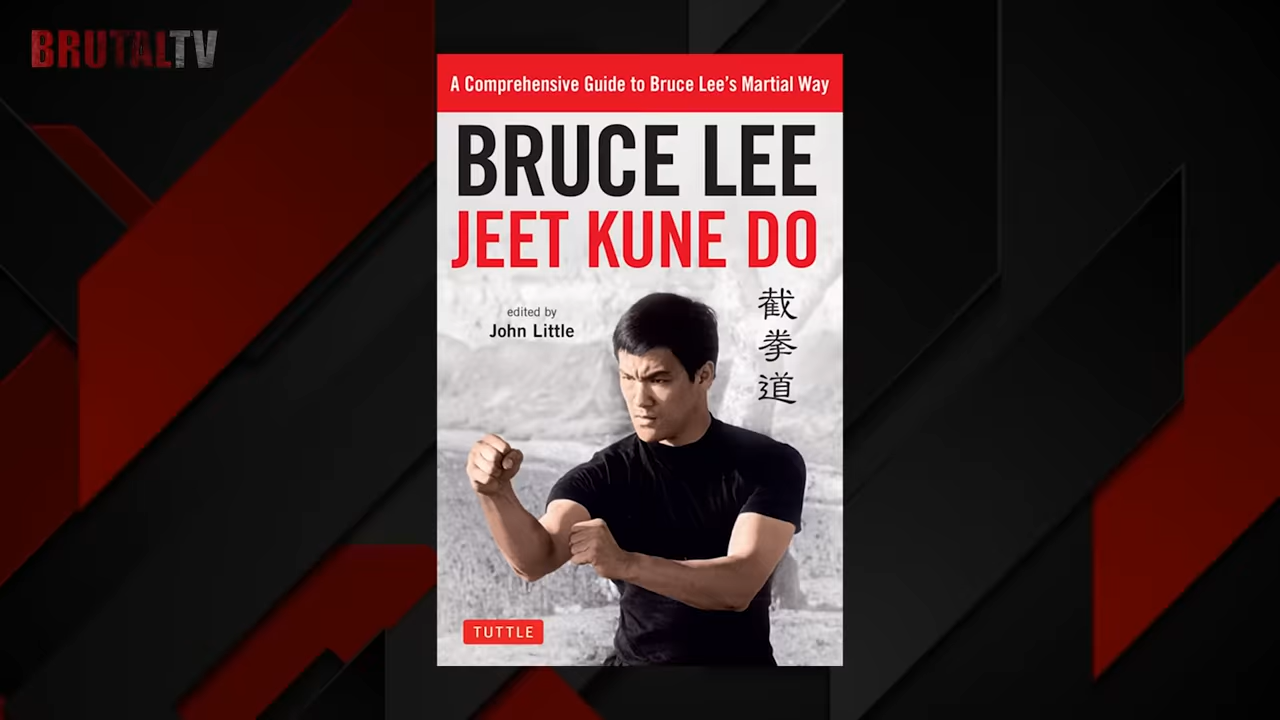 BRUTALTV
A Comprehensive Guide to Bruce Lee's Martial Way
BRUCE LEE
JEET KUNE DO
edited by
John Little
截
拳
道
TUTTLE